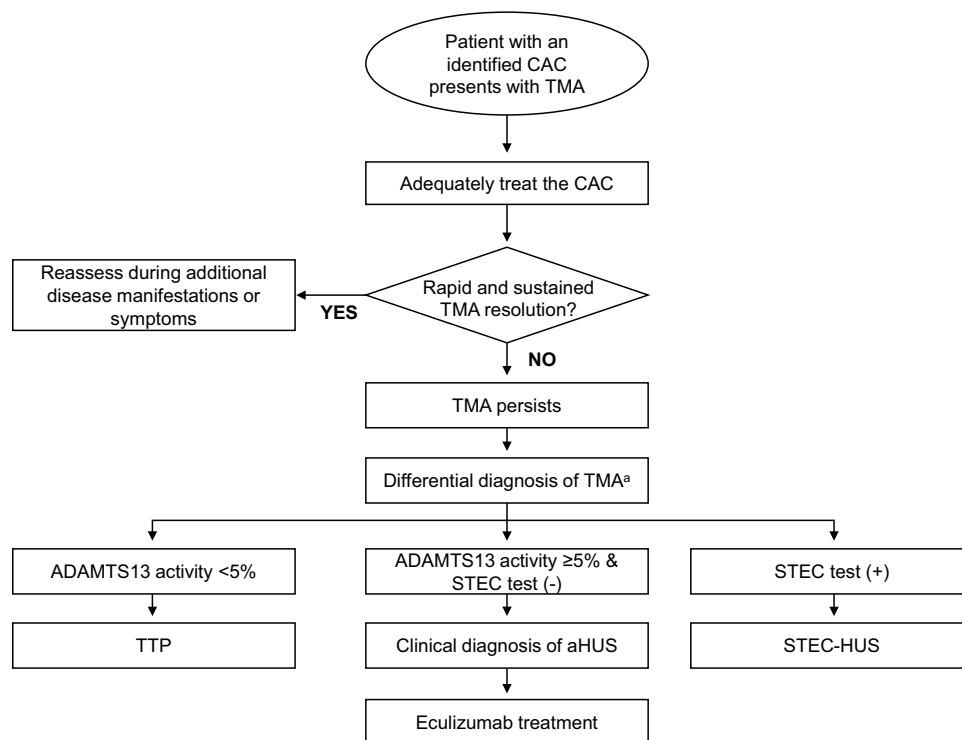 Patient with an
identified CAC
presents with TMA
Adequately treat the CAC
Rapid and sustained
TMA resolution?
YES
Reassess during additional
disease manifestations or
symptoms
NO
TMA persists
Differential diagnosis of TMAᵃ
ADAMTS13 activity <5%
ADAMTS13 activity ≥5% &
STEC test (-)
STEC test (+)
TTP
Clinical diagnosis of aHUS
STEC-HUS
Eculizumab treatment